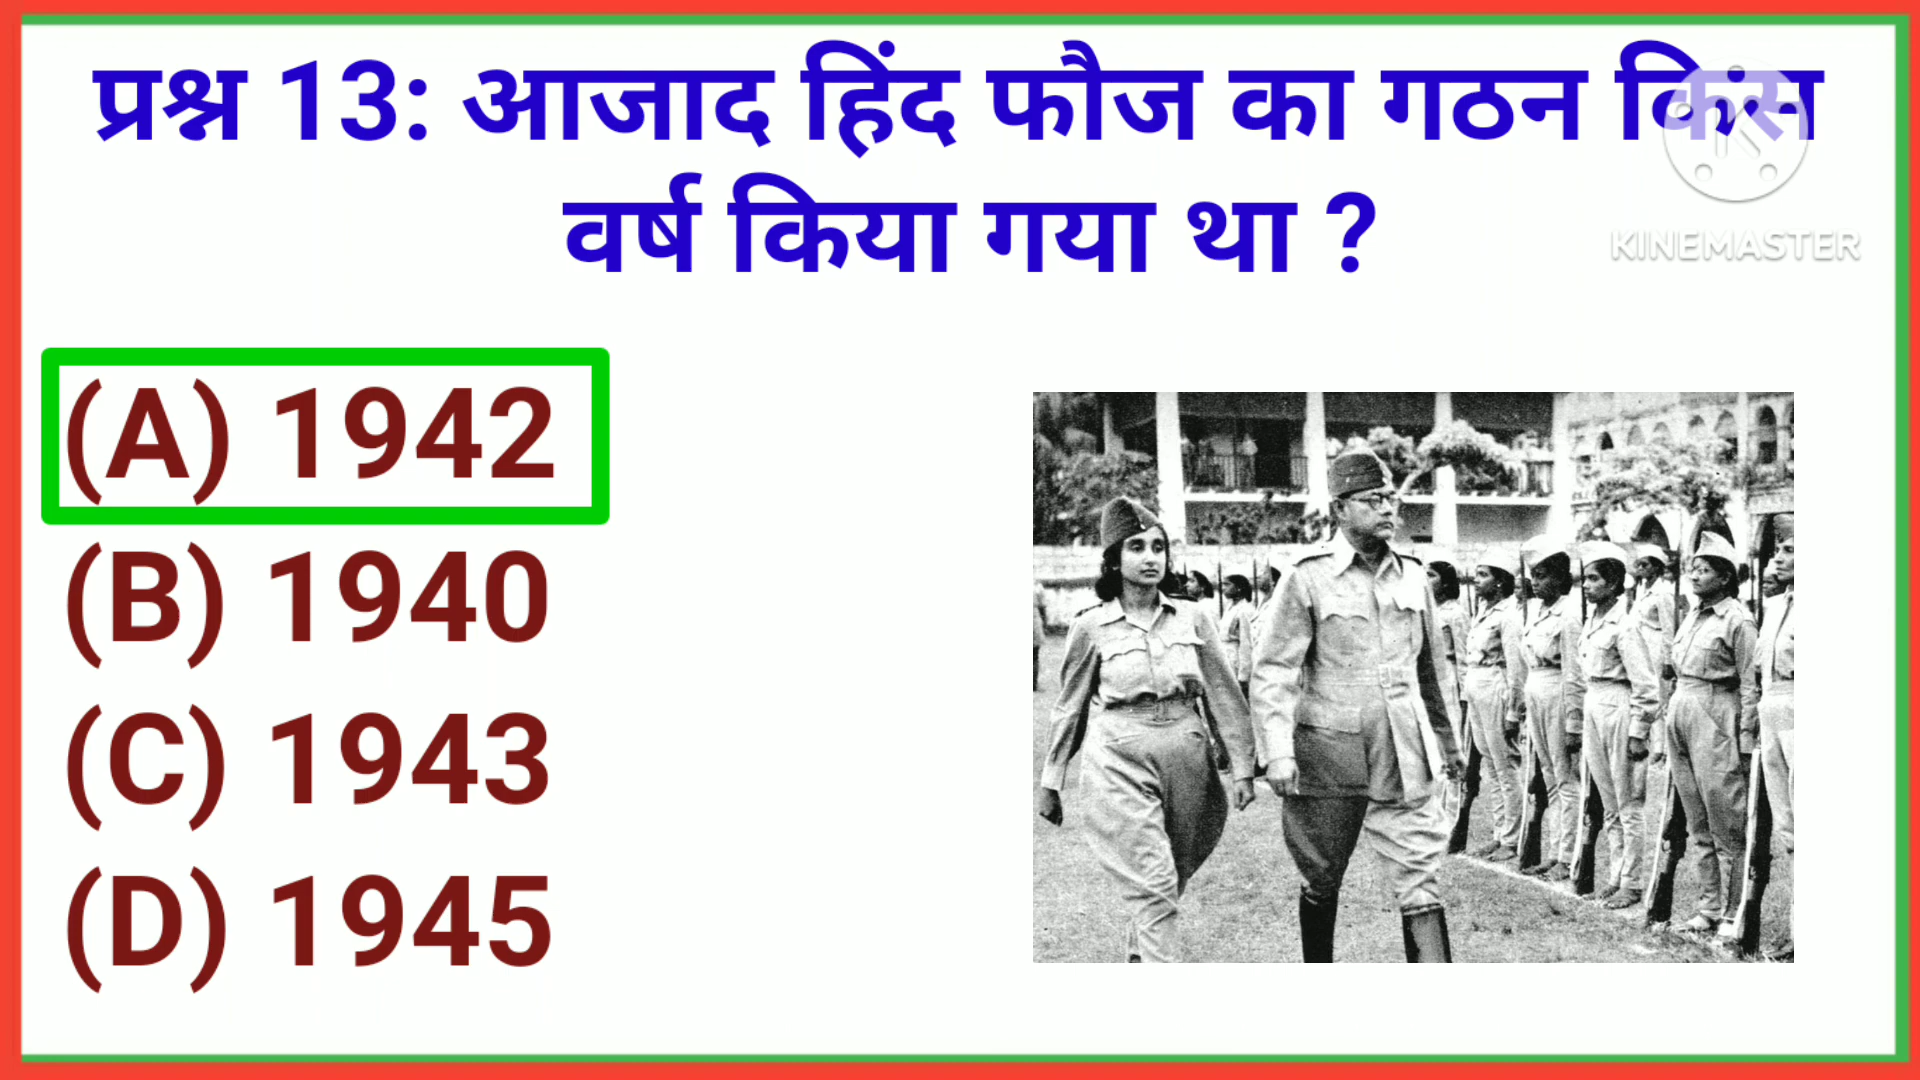 प्रश्न 13: आजाद हिंद फौज का गठन किस
वर्ष किया गया था ?
KINEMASTER
(A) 1942
(B) 1940
(C) 1943
(D) 1945